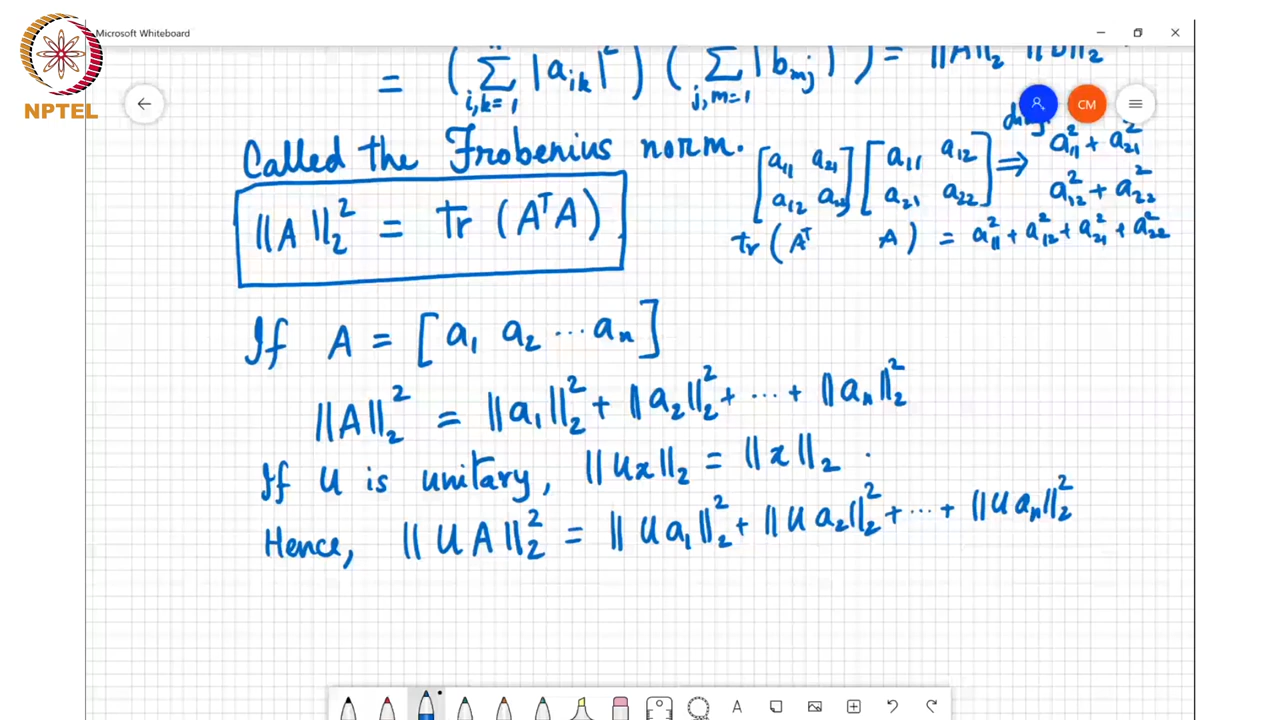 Microsoft Whiteboard
NPTEL
= ( Σ i,k=1 |a_ik|² ) ( Σ j,m=1 |b_mj| ) ) = ‖A‖₂
CM
Called the Frobenius norm.
[a₁₁ a₂₁ a₁₂ a₂₂] [a₁₁ a₁₂ a₂₁ a₂₂] ⇒ a₁₁² + a₂₁²
a₁₂² + a₂₂²
‖A‖₂² = tr (AᵀA)
tr ( Aᵀ A ) = a₁₁² + a₁₂² + a₂₁² + a₂₂²
If A = [a₁ a₂ ... aₙ]
‖A‖₂² = ‖a₁‖₂² + ‖a₂‖₂² + ... + ‖aₙ‖₂²
If U is unitary, ‖Ux‖₂ = ‖x‖₂ .
Hence, ‖UA‖₂² = ‖Ua₁‖₂² + ‖Ua₂‖₂² + ... + ‖Uaₙ‖₂²